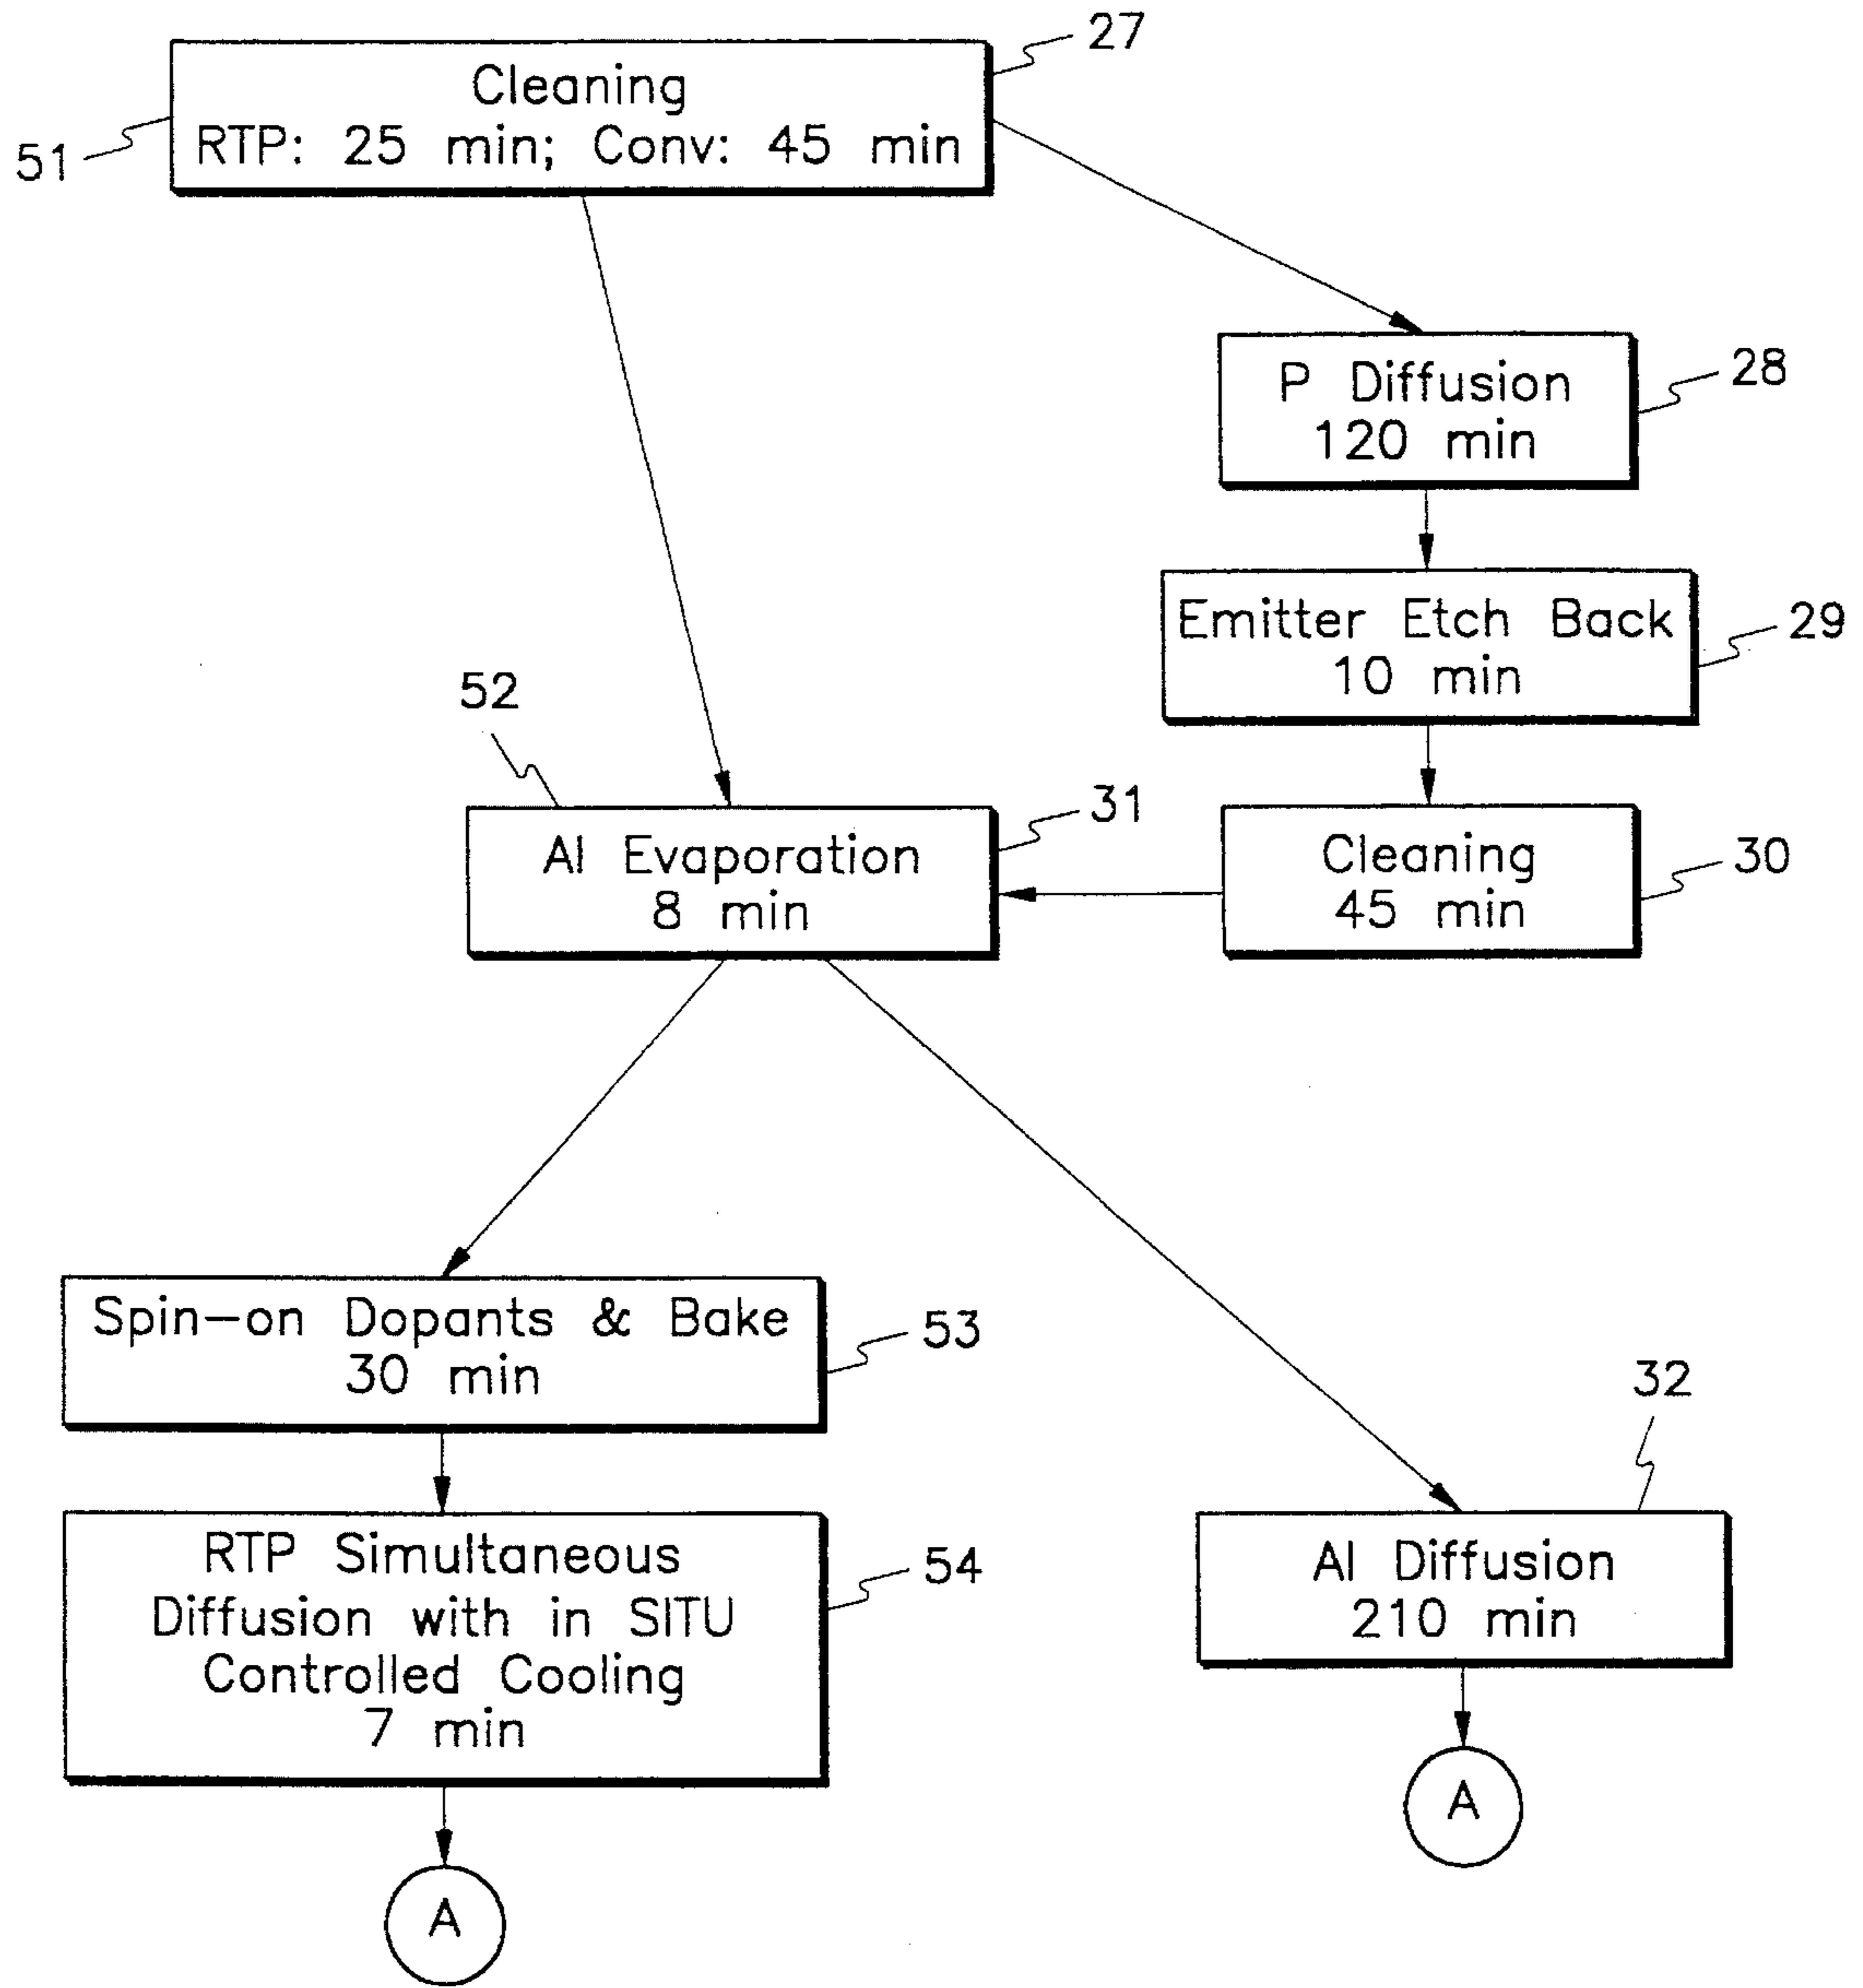 27
Cleaning
RTP: 25 min; Conv: 45 min
51
P Diffusion
120 min
28
Emitter Etch Back
10 min
29
52
31
Al Evaporation
8 min
Cleaning
45 min
30
Spin-on Dopants & Bake
30 min
53
32
RTP Simultaneous
Diffusion with in SITU
Controlled Cooling
7 min
54
Al Diffusion
210 min
A
A